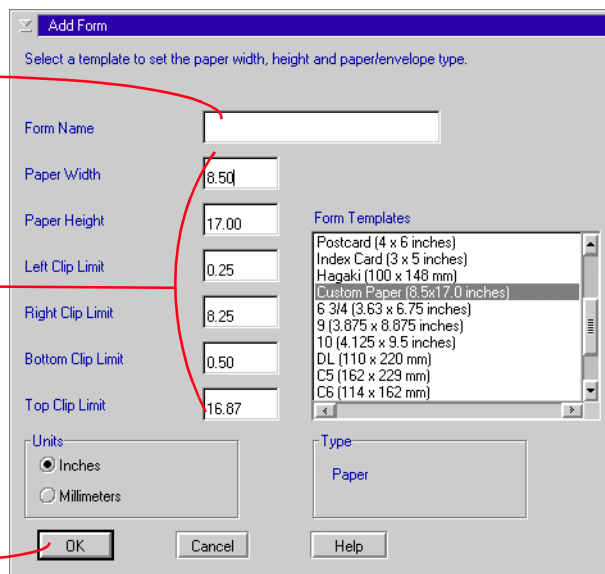 Add Form
Select a template to set the paper width, height and paper/envelope type.
Form Name
Paper Width 8.50
Paper Height 17.00
Left Clip Limit 0.25
Right Clip Limit 8.25
Bottom Clip Limit 0.50
Top Clip Limit 16.87
Form Templates
Postcard (4 x 6 inches)
Index Card (3 x 5 inches)
Hagaki (100 x 148 mm)
Custom Paper (8.5x17.0 inches)
6 3/4 (3.63 x 6.75 inches)
9 (3.875 x 8.875 inches)
10 (4.125 x 9.5 inches)
DL (110 x 220 mm)
C5 (162 x 229 mm)
C6 (114 x 162 mm)
Units
Inches
Millimeters
Type
Paper
OK Cancel Help